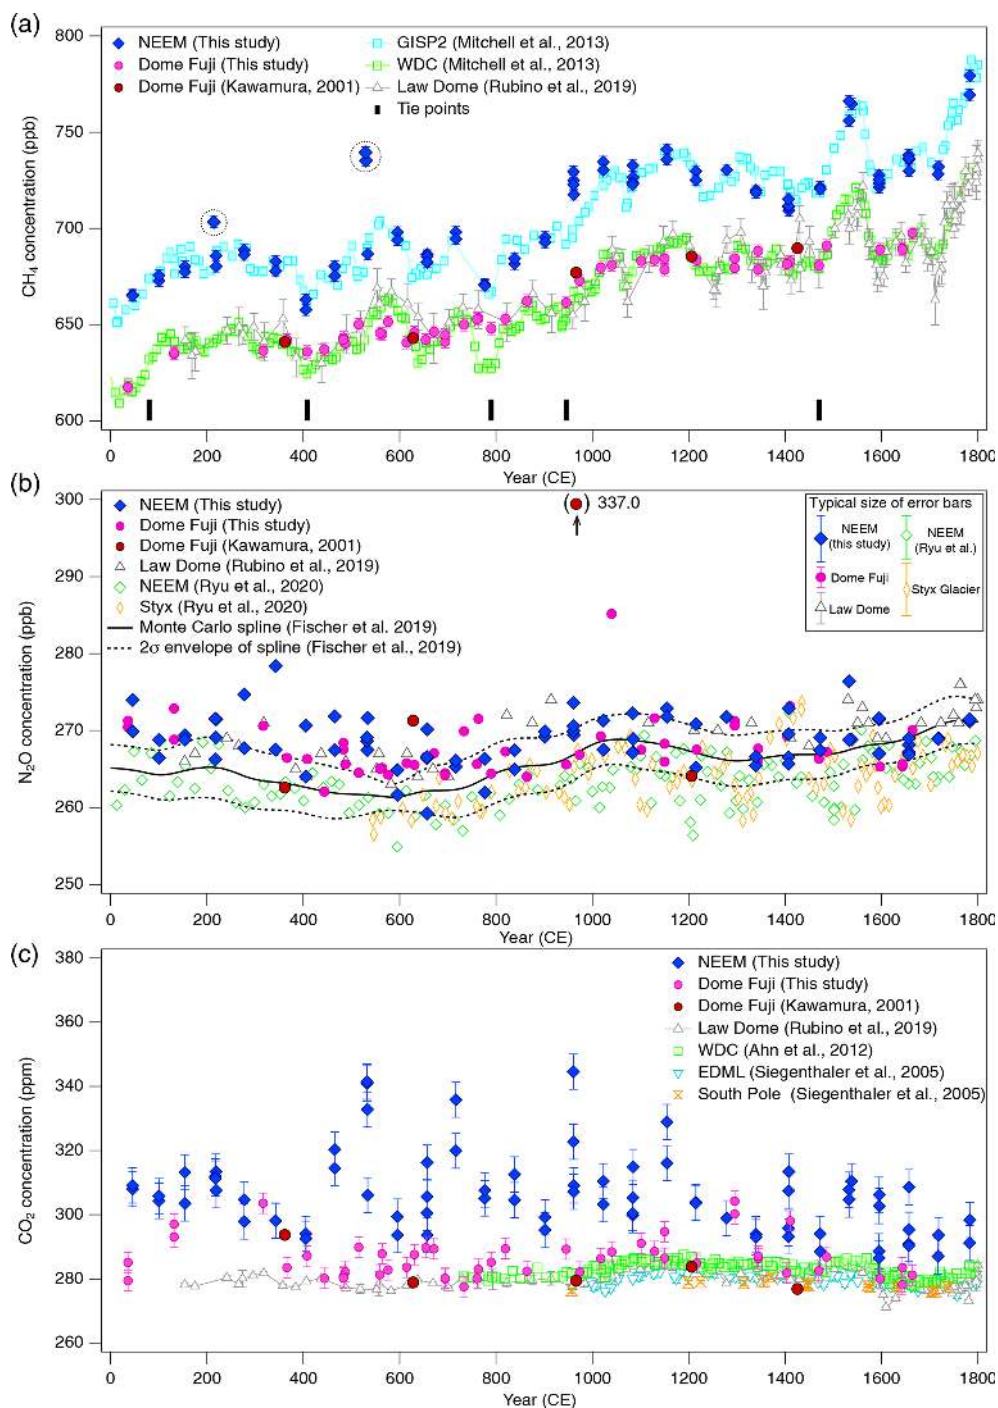 (a)
800
750
700
650
600
CH4 concentration (ppb)
NEEM (This study)
Dome Fuji (This study)
Dome Fuji (Kawamura, 2001)
GISP2 (Mitchell et al., 2013)
WDC (Mitchell et al., 2013)
Law Dome (Rubino et al., 2019)
Tie points
0 200 400 600 800 1000 1200 1400 1600 1800
Year (CE)
(b)
300
290
280
270
260
250
N2O concentration (ppb)
NEEM (This study)
Dome Fuji (This study)
Dome Fuji (Kawamura, 2001)
Law Dome (Rubino et al., 2019)
NEEM (Ryu et al., 2020)
Styx (Ryu et al., 2020)
Monte Carlo spline (Fischer et al. 2019)
2σ envelope of spline (Fischer et al., 2019)
( ) 337.0
Typical size of error bars
NEEM (this study)
NEEM (Ryu et al.)
Dome Fuji
Styx Glacier
Law Dome
0 200 400 600 800 1000 1200 1400 1600 1800
Year (CE)
(c)
380
360
340
320
300
280
260
CO2 concentration (ppm)
NEEM (This study)
Dome Fuji (This study)
Dome Fuji (Kawamura, 2001)
Law Dome (Rubino et al., 2019)
WDC (Ahn et al., 2012)
EDML (Siegenthaler et al., 2005)
South Pole (Siegenthaler et al., 2005)
0 200 400 600 800 1000 1200 1400 1600 1800
Year (CE)